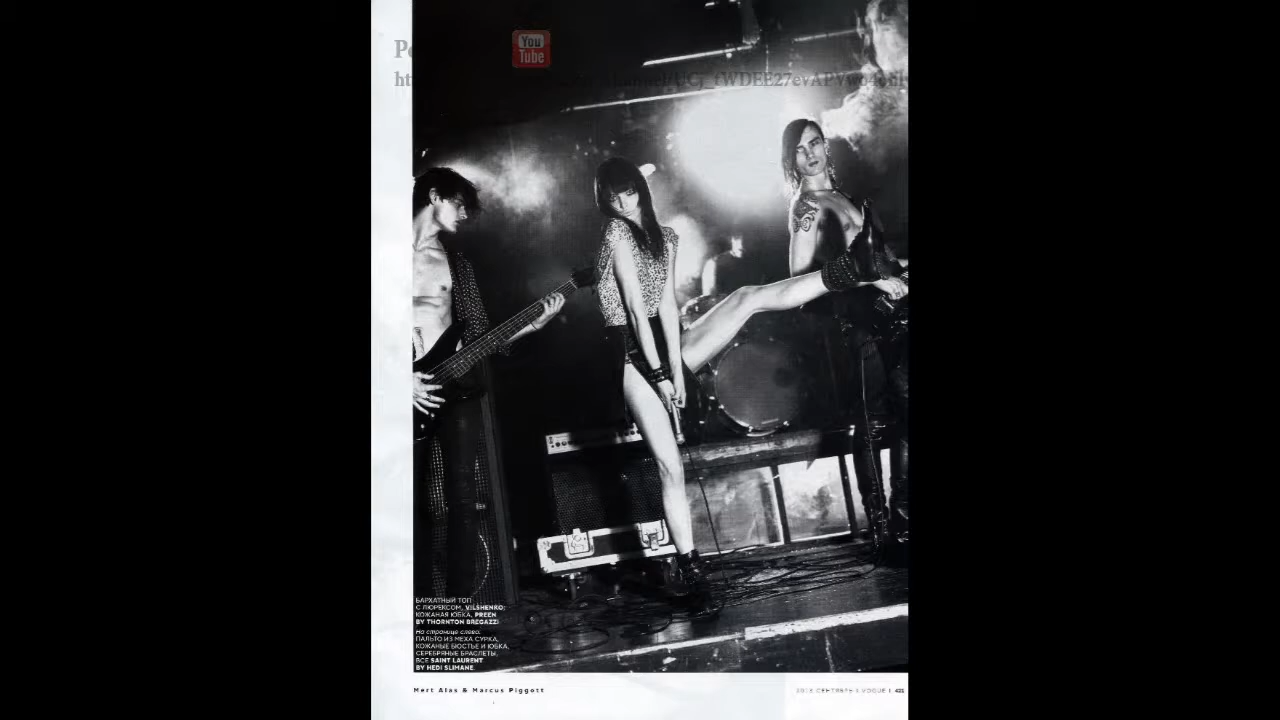 You
Tube
БАРХАТНЫЙ ТОП
С ЛЮРЕКСОМ, VILSHENKO;
КОЖАНАЯ ЮБКА, PREEN
BY THORNTON BREGAZZI
На странице слева:
ПАЛЬТО ИЗ МЕХА СУРКА,
КОЖАНЫЕ БЮСТЬЕ И ЮБКА,
СЕРЕБРЯНЫЕ БРАСЛЕТЫ,
ВСЕ SAINT LAURENT
BY HEDI SLIMANE.
Mert Alas & Marcus Piggott
СЕНТЯБРЬ VOGUE